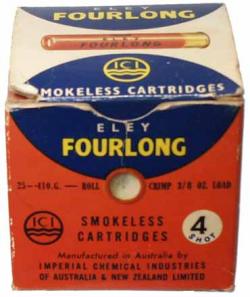 ELEY
FOURLONG
ICI
SMOKELESS CARTRIDGES
ELEY
FOURLONG
25 -·410.G. — ROLL CRIMP 3/8 OZ. LOAD
ICI
SMOKELESS
CARTRIDGES
4
SHOT
Manufactured in Australia by
IMPERIAL CHEMICAL INDUSTRIES
OF AUSTRALIA & NEW ZEALAND LIMITED